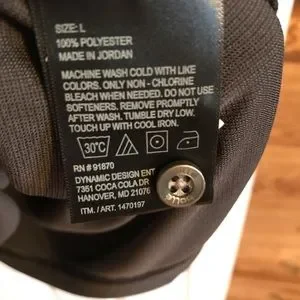 SIZE: L
100% POLYESTER
MADE IN JORDAN
MACHINE WASH COLD WITH LIKE
COLORS. ONLY NON - CHLORINE
BLEACH WHEN NEEDED. DO NOT USE
SOFTENERS. REMOVE PROMPTLY
AFTER WASH. TUMBLE DRY LOW.
TOUCH UP WITH COOL IRON.
30°C
RN # 91870
DYNAMIC DESIGN ENT
7351 COCA COLA DR
HANOVER, MD 21076
ITM. / ART. 1470197